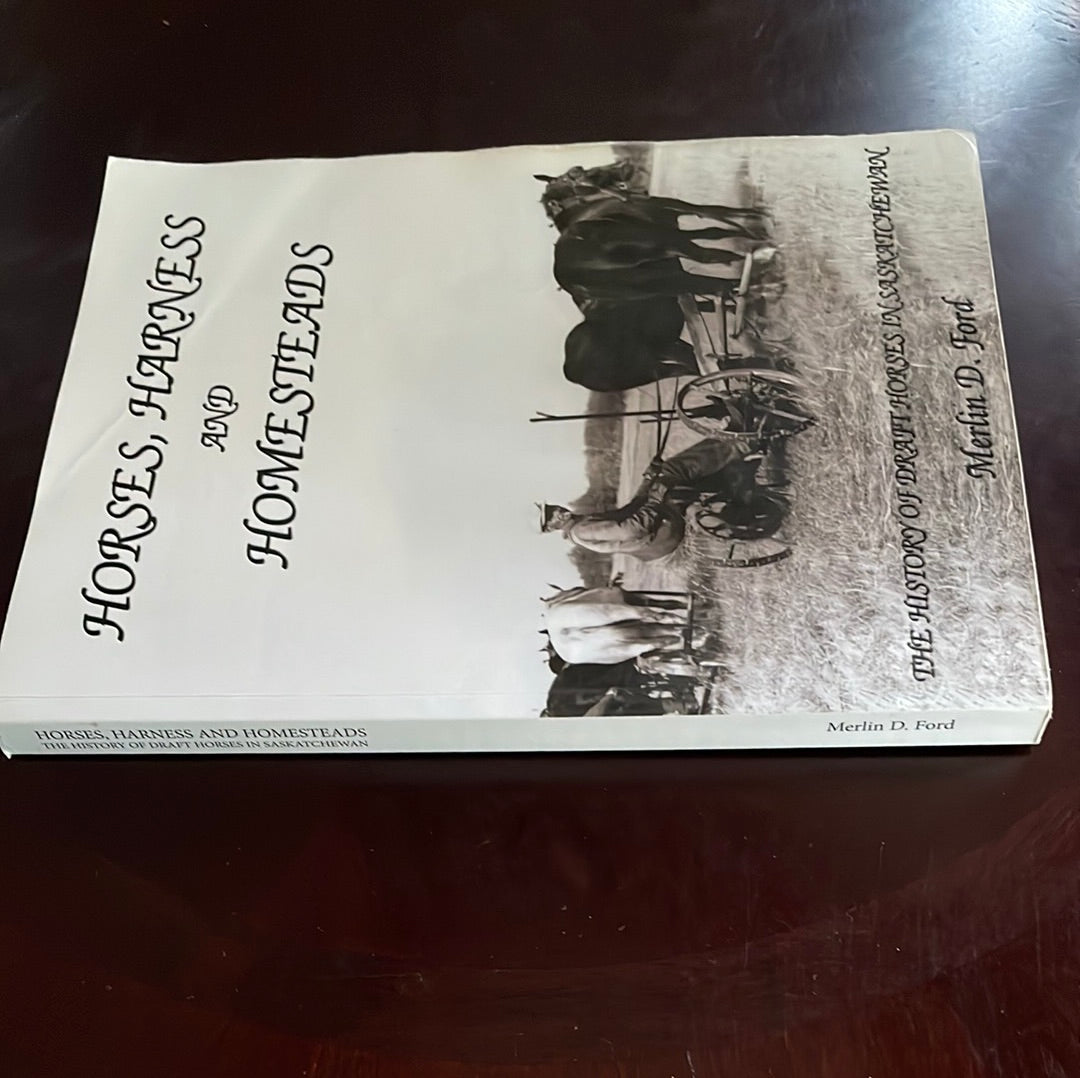 HORSES, HARNESS
AND
HOMESTEADS
THE HISTORY OF DRAFT HORSES IN SASKATCHEWAN
Merlin D. Ford
HORSES, HARNESS AND HOMESTEADS
THE HISTORY OF DRAFT HORSES IN SASKATCHEWAN
Merlin D. Ford